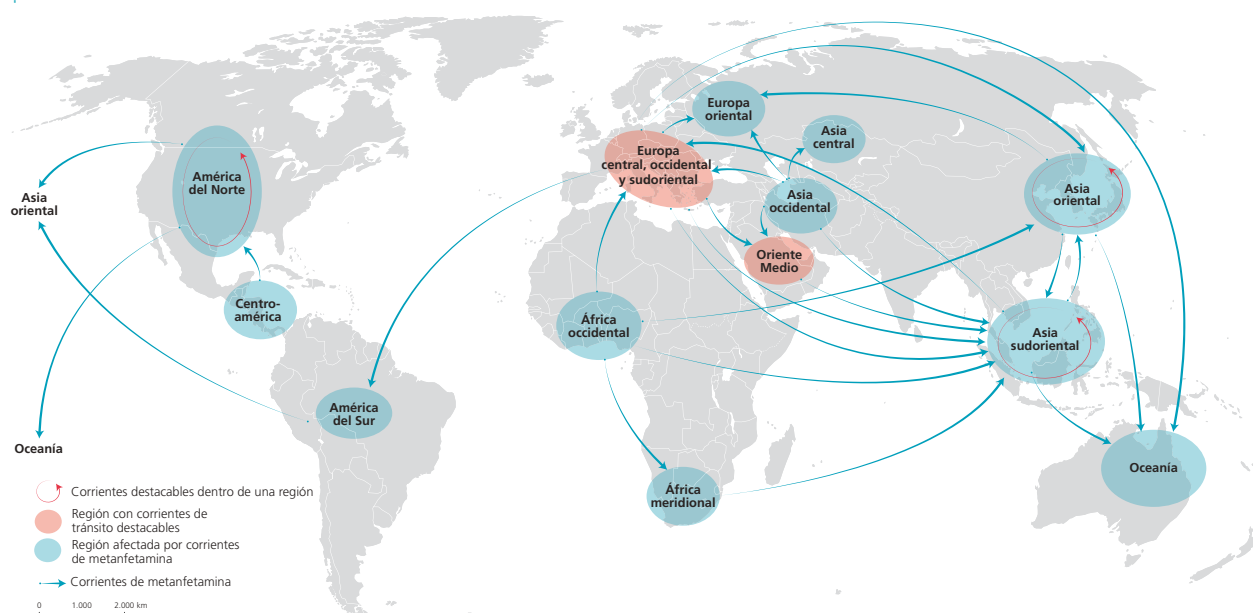 Europa
oriental
Asia
central
Europa
central, occidental
y sudoriental
América
del Norte
Asia
oriental
Asia
occidental
Asia
oriental
Oriente
Medio
Centro-
américa
África
occidental
Asia
sudoriental
América
del Sur
Oceanía
Oceanía
África
meridional
Corrientes destacables dentro de una región
Región con corrientes de
tránsito destacables
Región afectada por corrientes
de metanfetamina
Corrientes de metanfetamina
0 1.000 2.000 km